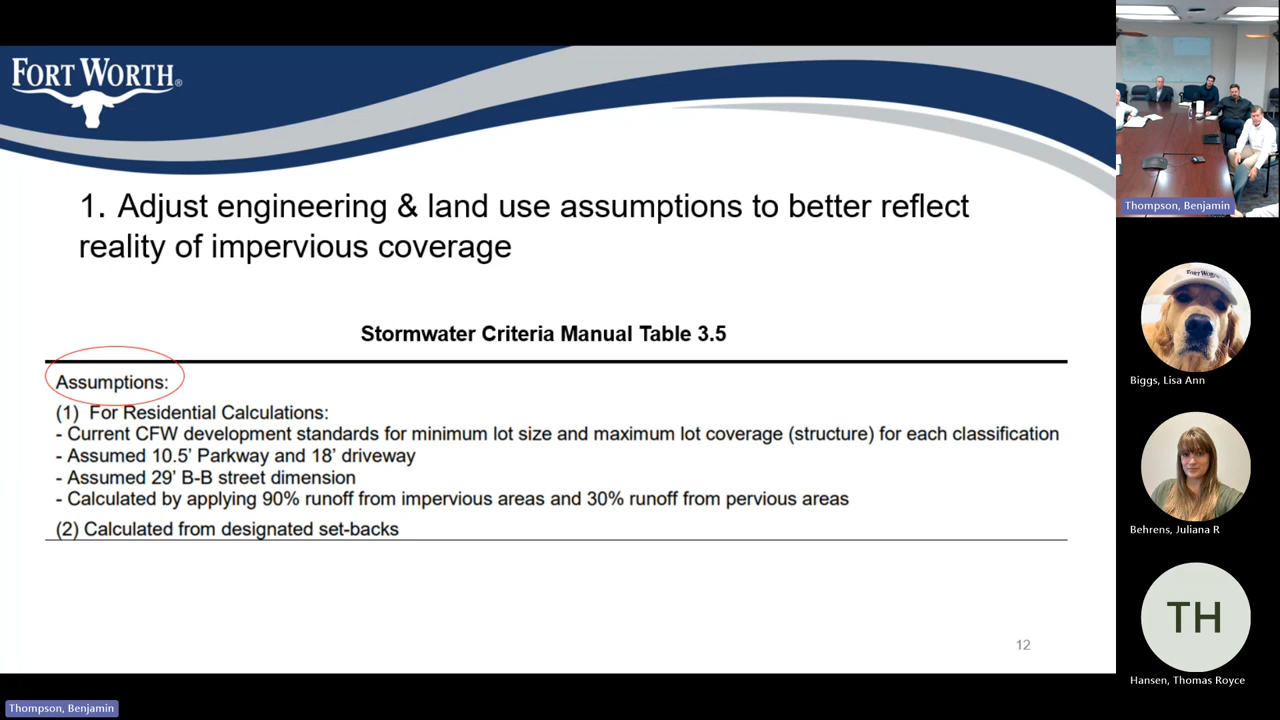 FORT WORTH®
1. Adjust engineering & land use assumptions to better reflect
reality of impervious coverage
Stormwater Criteria Manual Table 3.5
Assumptions:
(1) For Residential Calculations:
- Current CFW development standards for minimum lot size and maximum lot coverage (structure) for each classification
- Assumed 10.5' Parkway and 18' driveway
- Assumed 29' B-B street dimension
- Calculated by applying 90% runoff from impervious areas and 30% runoff from pervious areas
(2) Calculated from designated set-backs
12
Thompson, Benjamin
Thompson, Benjamin
FORT WORTH
Biggs, Lisa Ann
Behrens, Juliana R
TH
Hansen, Thomas Royce